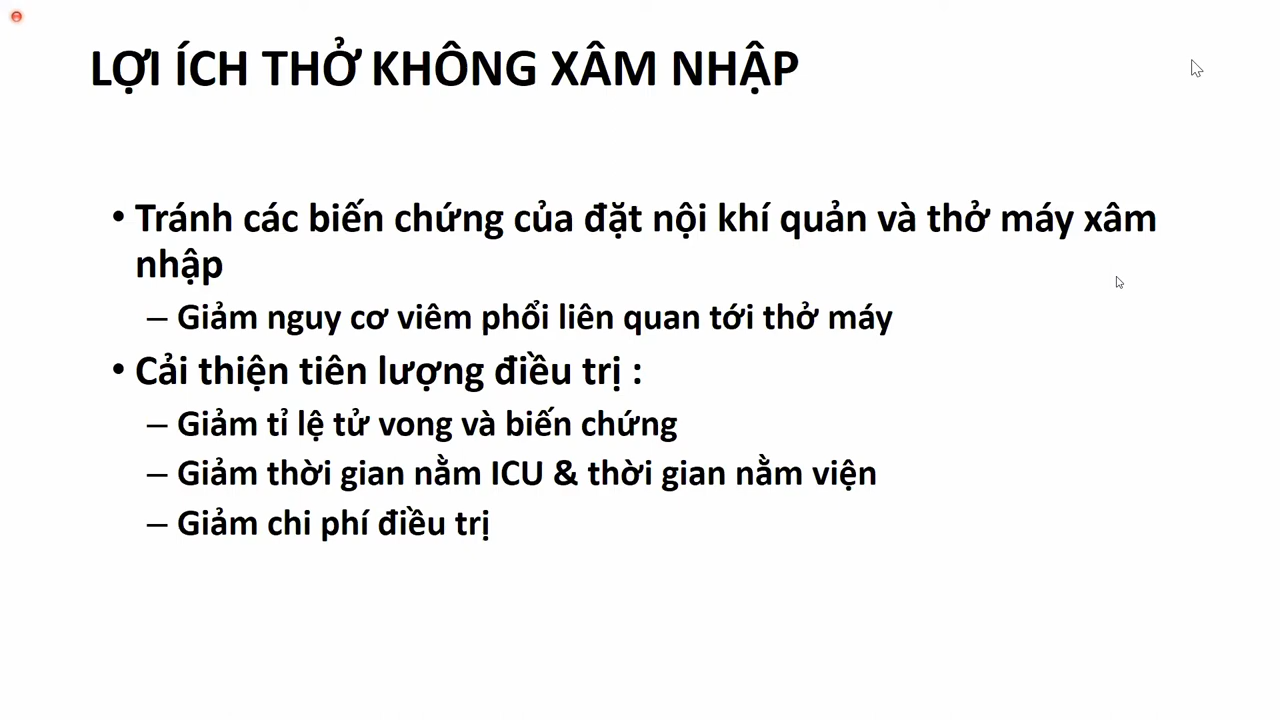 LỢI ÍCH THỞ KHÔNG XÂM NHẬP
• Tránh các biến chứng của đặt nội khí quản và thở máy xâm
nhập
– Giảm nguy cơ viêm phổi liên quan tới thở máy
• Cải thiện tiên lượng điều trị :
– Giảm tỉ lệ tử vong và biến chứng
– Giảm thời gian nằm ICU & thời gian nằm viện
– Giảm chi phí điều trị